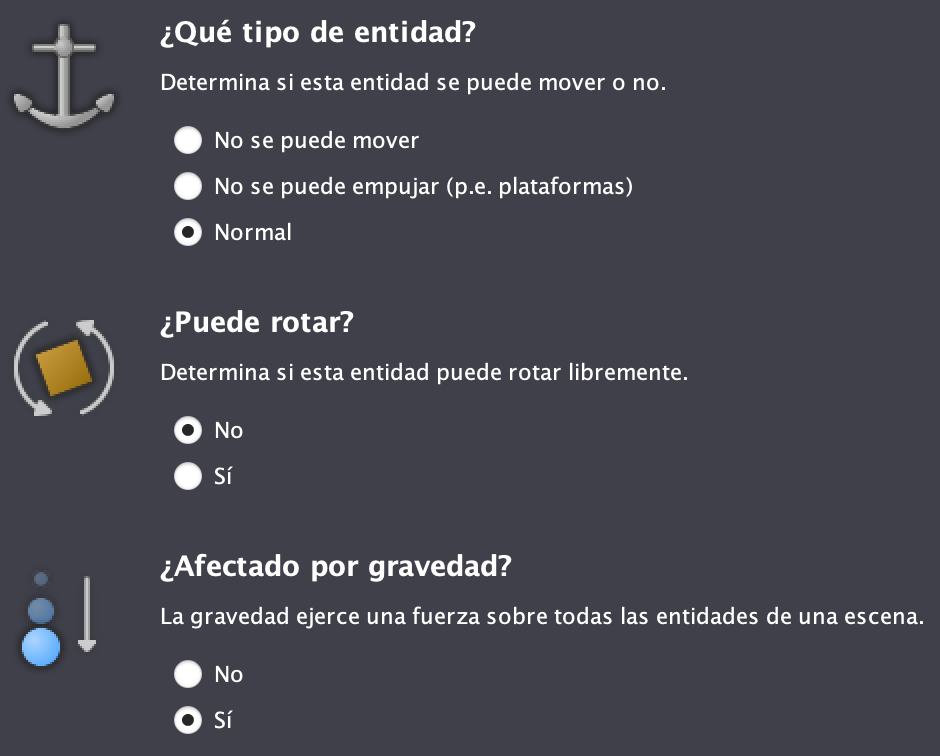 ¿Qué tipo de entidad?
Determina si esta entidad se puede mover o no.
No se puede mover
No se puede empujar (p.e. plataformas)
Normal
¿Puede rotar?
Determina si esta entidad puede rotar libremente.
No
Sí
¿Afectado por gravedad?
La gravedad ejerce una fuerza sobre todas las entidades de una escena.
No
Sí